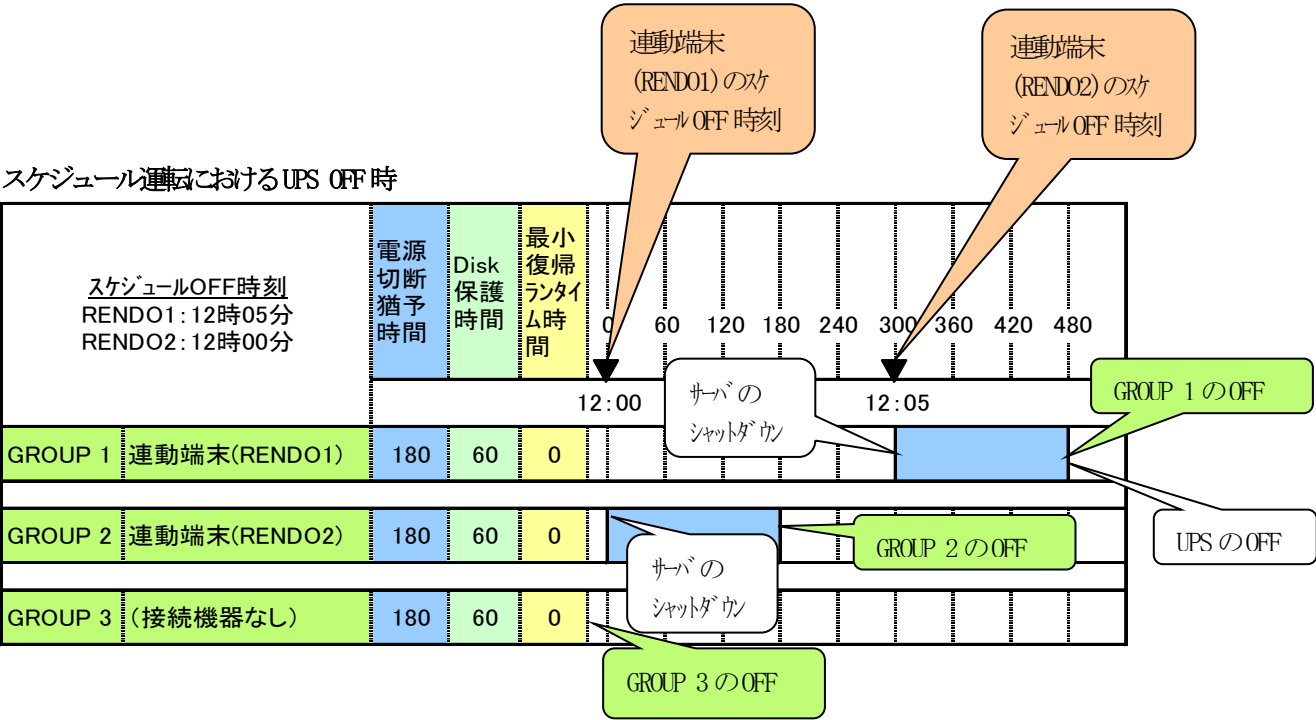 連動端末
(RENDO1)のスケ
ジュールOFF 時刻
連動端末
(RENDO2)のスケ
ジュールOFF 時刻
スケジュール運転におけるUPS OFF 時
スケジュールOFF時刻
RENDO1:12時05分
RENDO2:12時00分
電源
切断
猶予
時間
Disk
保護
時間
最小
復帰
ランタイ
ム時
間
0 60 120 180 240 300 360 420 480
12:00
12:05
サーバの
シャットダウン
GROUP 1 のOFF
GROUP 1 連動端末(RENDO1) 180 60 0
GROUP 2 連動端末(RENDO2) 180 60 0
GROUP 2 のOFF
UPS のOFF
サーバの
シャットダウン
GROUP 3 (接続機器なし) 180 60 0
GROUP 3 のOFF